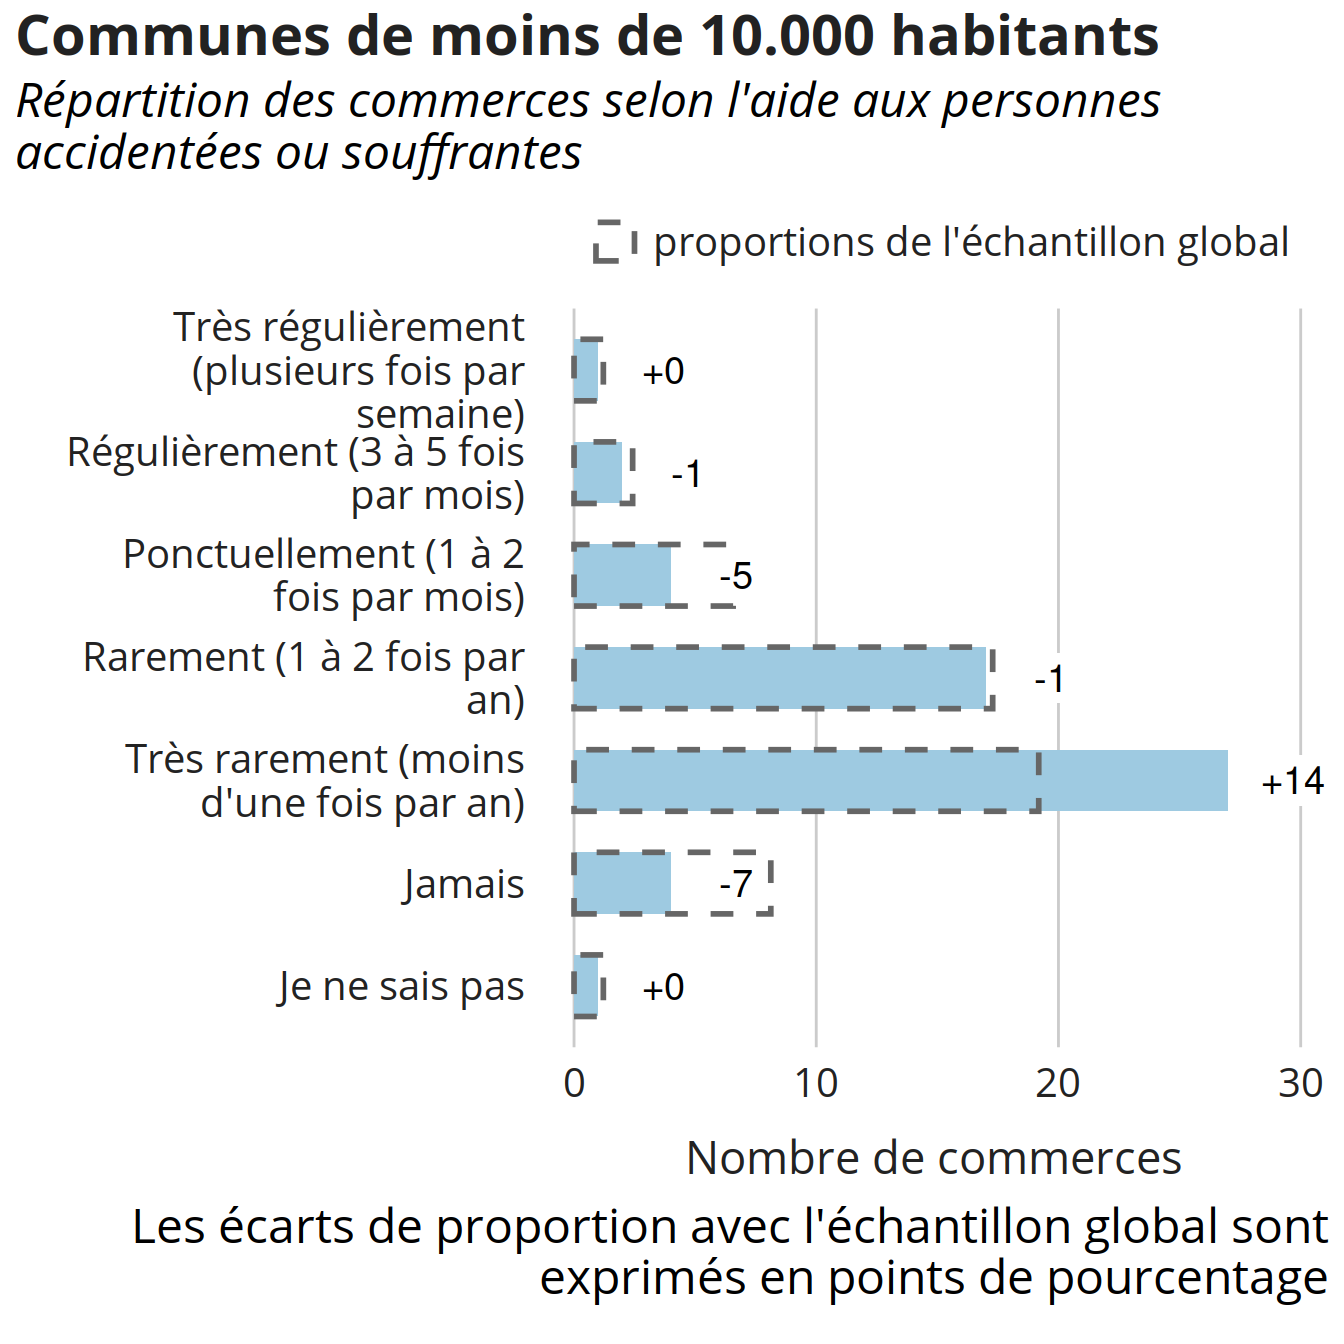 Communes de moins de 10.000 habitants
Répartition des commerces selon l'aide aux personnes
accidentées ou souffrantes
proportions de l'échantillon global
Très régulièrement
(plusieurs fois par
semaine)
+0
Régulièrement (3 à 5 fois
par mois)
-1
Ponctuellement (1 à 2
fois par mois)
-5
Rarement (1 à 2 fois par
an)
-1
Très rarement (moins
d'une fois par an)
+14
Jamais
-7
Je ne sais pas
+0
0 10 20 30
Nombre de commerces
Les écarts de proportion avec l'échantillon global sont
exprimés en points de pourcentage